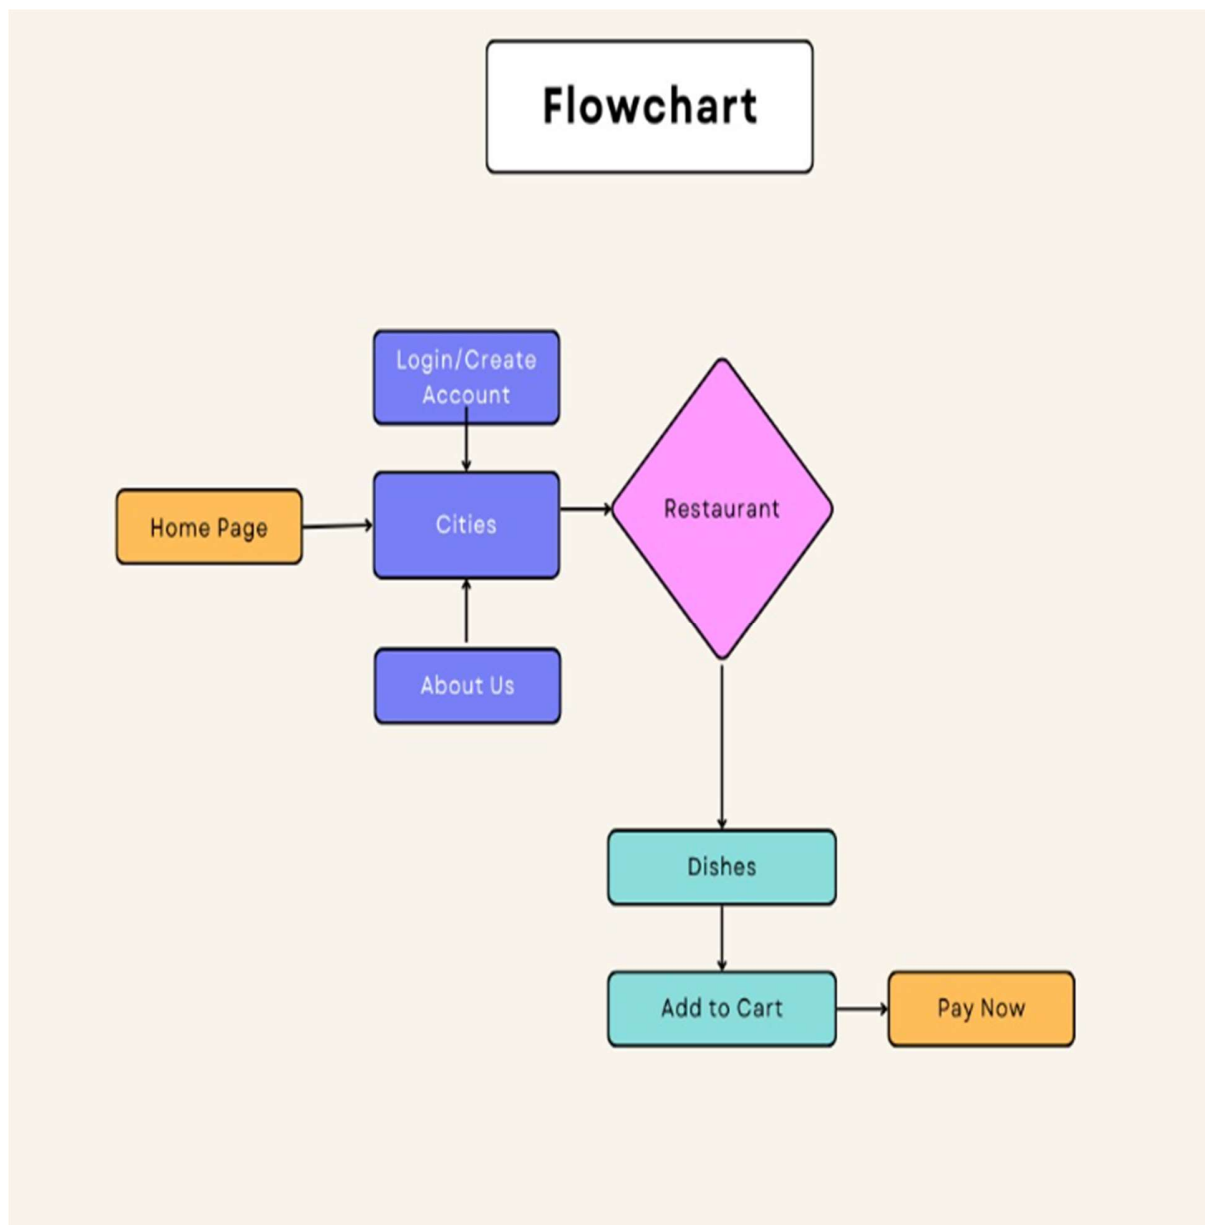 Flowchart
Login/Create
Account
Home Page
Cities
Restaurant
About Us
Dishes
Add to Cart
Pay Now